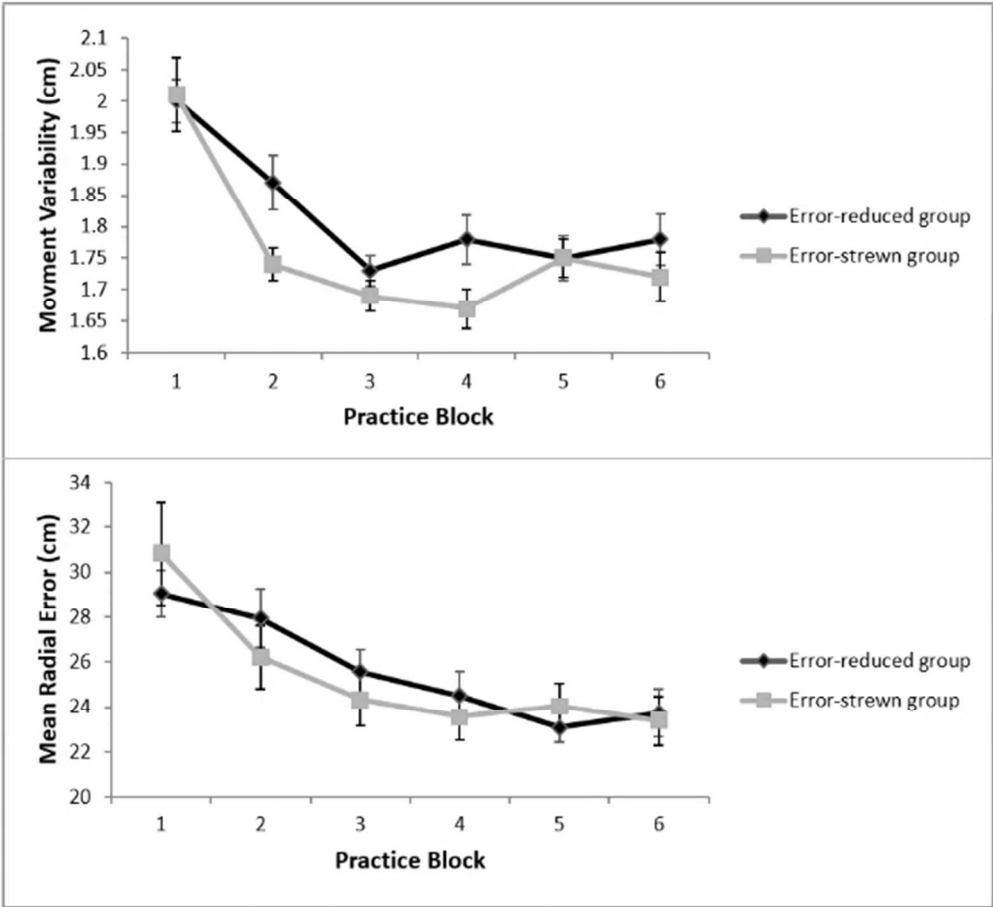 Movment Variability (cm)
2.1
2.05
2
1.95
1.9
1.85
1.8
1.75
1.7
1.65
1.6
1 2 3 4 5 6
Practice Block
Error-reduced group
Error-strewn group
Mean Radial Error (cm)
34
32
30
28
26
24
22
20
1 2 3 4 5 6
Practice Block
Error-reduced group
Error-strewn group